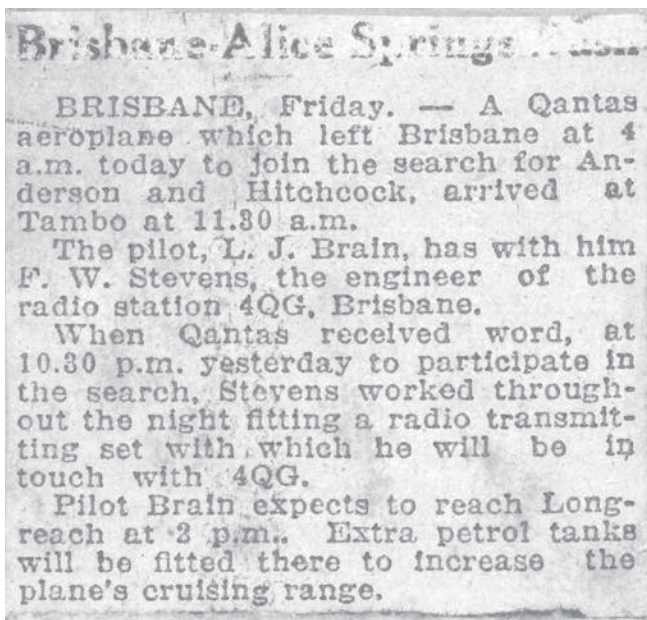 Brisbane-Alice Springs
BRISBANE, Friday. — A Qantas
aeroplane which left Brisbane at 4
a.m. today to join the search for An-
derson and Hitchcock, arrived at
Tambo at 11.30 a.m.
The pilot, L. J. Brain, has with him
F. W. Stevens, the engineer of the
radio station 4QG, Brisbane.
When Qantas received word, at
10.30 p.m. yesterday to participate in
the search, Stevens worked through-
out the night fitting a radio transmit-
ting set with which he will be in
touch with 4QG.
Pilot Brain expects to reach Long-
reach at 2 p.m.. Extra petrol tanks
will be fitted there to increase the
plane's cruising range.